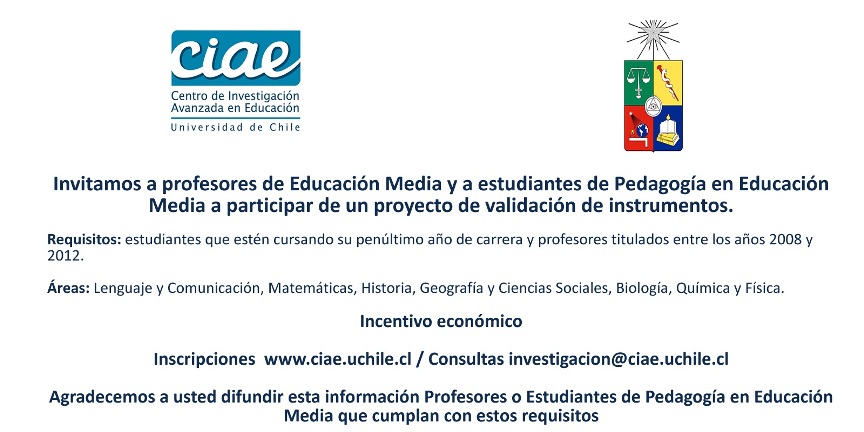 ciae
Centro de Investigación
Avanzada en Educación
Universidad de Chile
Invitamos a profesores de Educación Media y a estudiantes de Pedagogía en Educación
Media a participar de un proyecto de validación de instrumentos.
Requisitos: estudiantes que estén cursando su penúltimo año de carrera y profesores titulados entre los años 2008 y
2012.
Áreas: Lenguaje y Comunicación, Matemáticas, Historia, Geografía y Ciencias Sociales, Biología, Química y Física.
Incentivo económico
Inscripciones  www.ciae.uchile.cl / Consultas investigacion@ciae.uchile.cl
Agradecemos a usted difundir esta información Profesores o Estudiantes de Pedagogía en Educación
Media que cumplan con estos requisitos